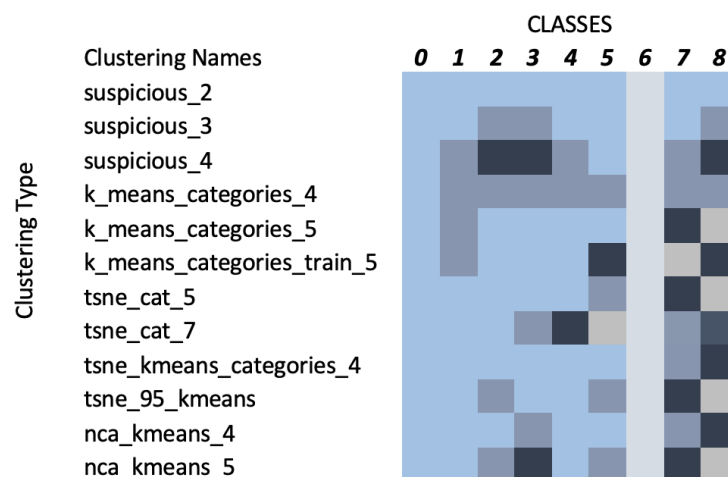 CLASSES
Clustering Names 0 1 2 3 4 5 6 7 8
Clustering Type
suspicious_2
suspicious_3
suspicious_4
k_means_categories_4
k_means_categories_5
k_means_categories_train_5
tsne_cat_5
tsne_cat_7
tsne_kmeans_categories_4
tsne_95_kmeans
nca_kmeans_4
nca_kmeans_5